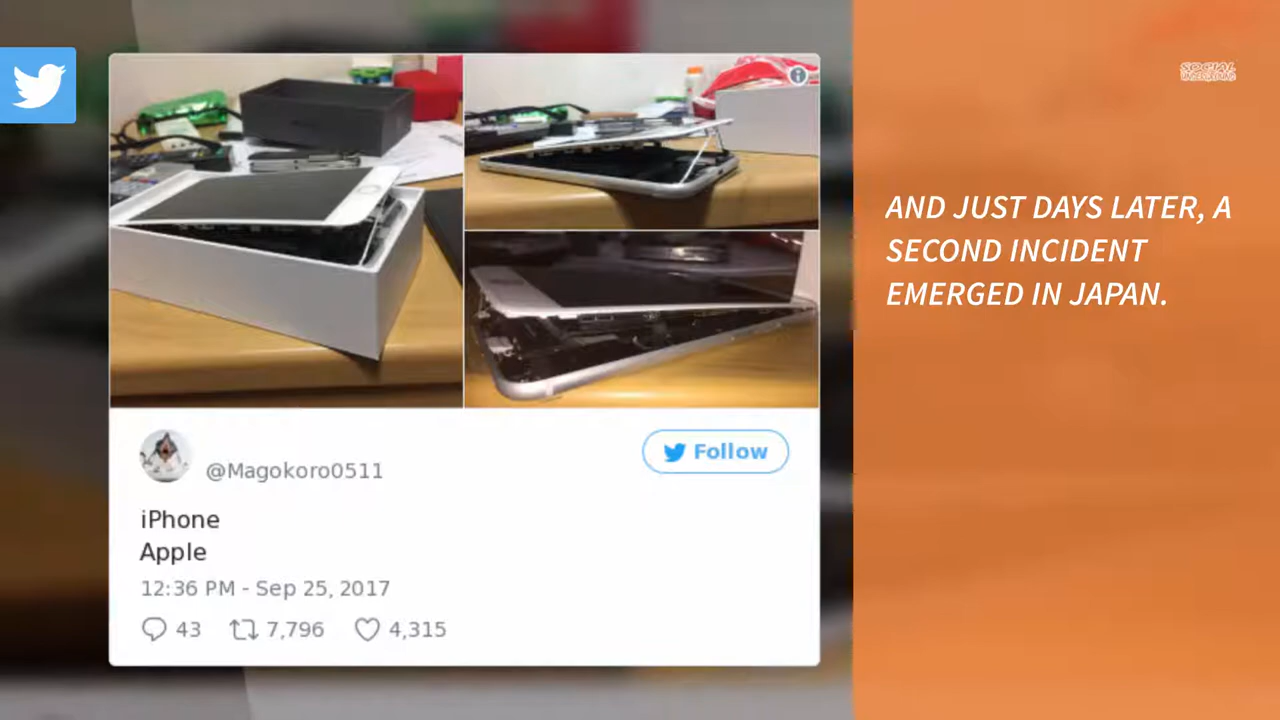 AND JUST DAYS LATER, A
SECOND INCIDENT
EMERGED IN JAPAN.
@Magokoro0511
Follow
iPhone
Apple
12:36 PM - Sep 25, 2017
43 7,796 4,315